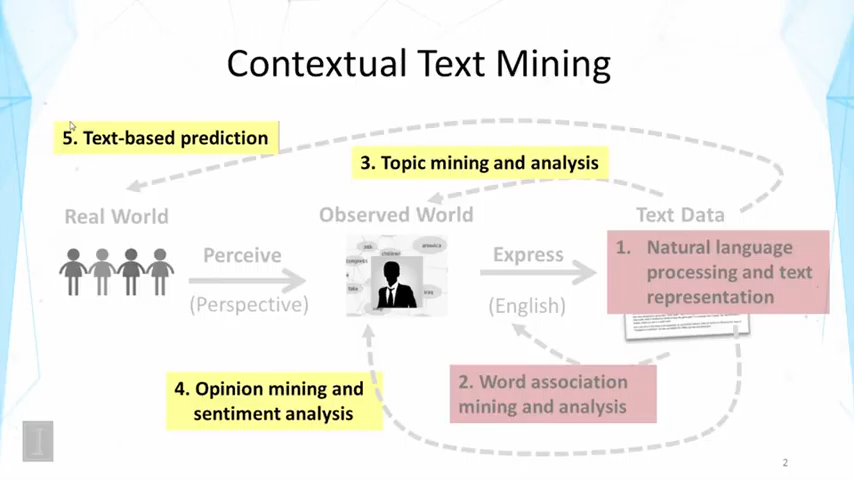 Contextual Text Mining
5. Text-based prediction
3. Topic mining and analysis
Real World
Observed World
Text Data
Perceive
(Perspective)
Express
(English)
1. Natural language
processing and text
representation
4. Opinion mining and
sentiment analysis
2. Word association
mining and analysis
I
2